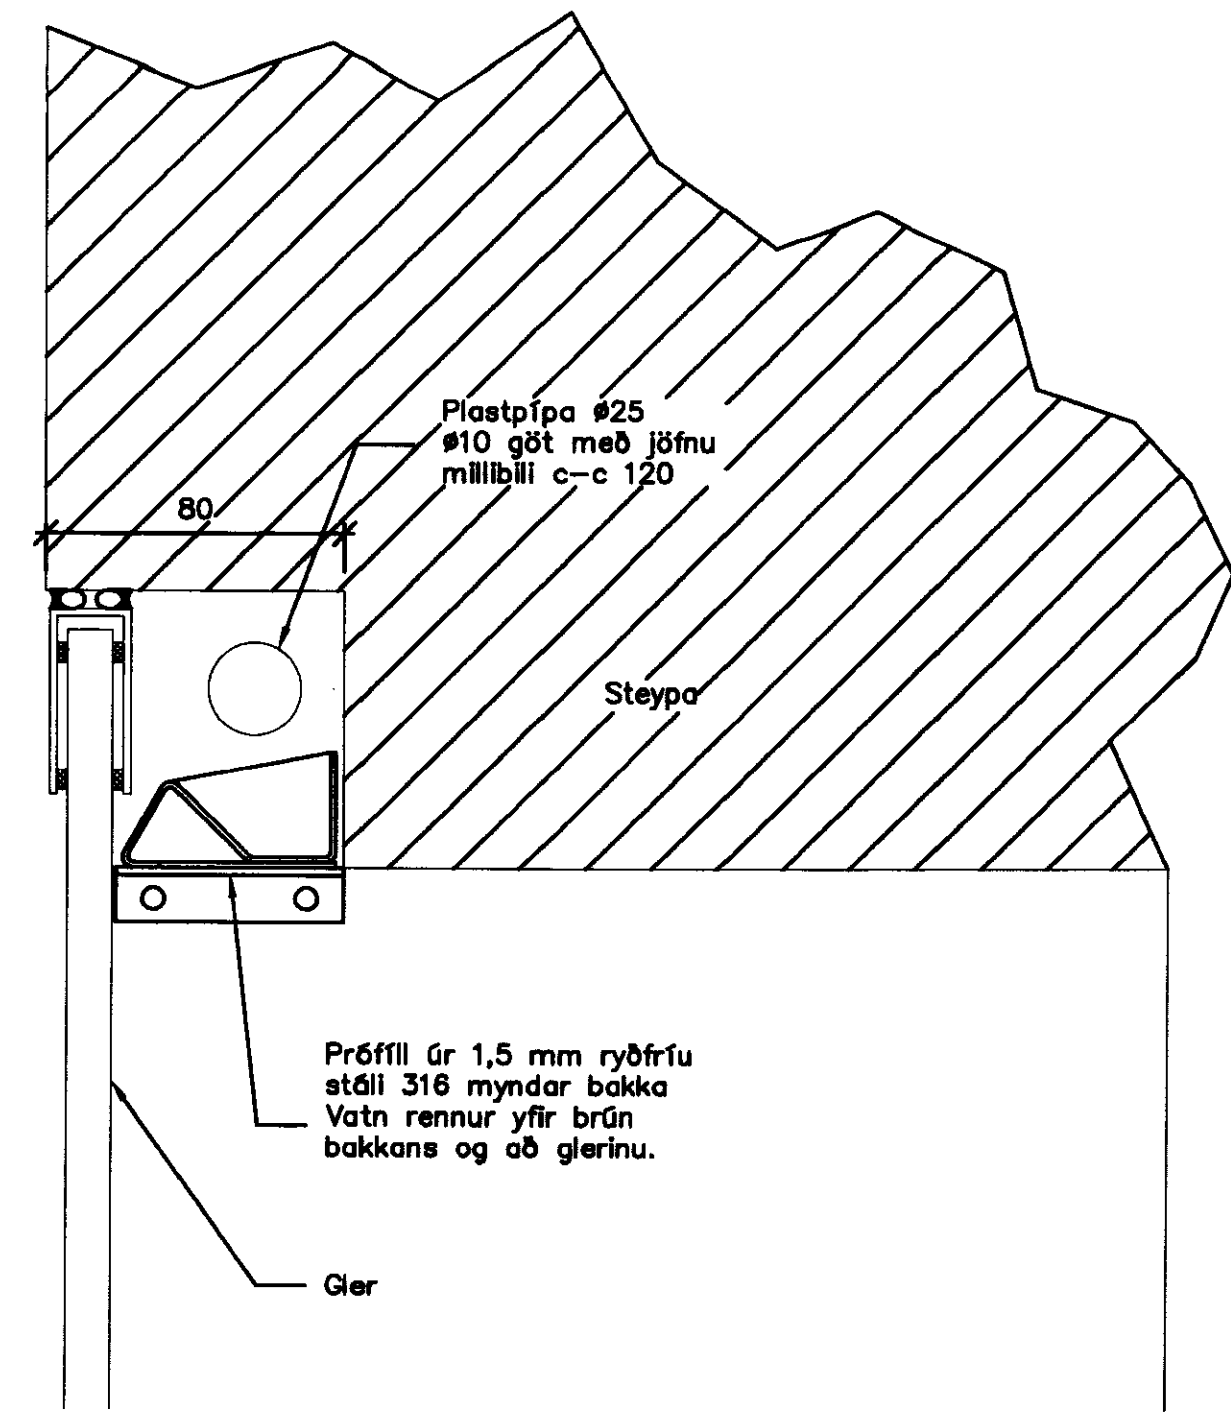 Plastpípa ø25
ø10 göt með jöfnu
millibili c-c 120
80
Steypa
Prófíll úr 1,5 mm ryðfríu
stáli 316 myndar bakka
Vatn rennur yfir brún
bakkans og að glerinu.
Gler